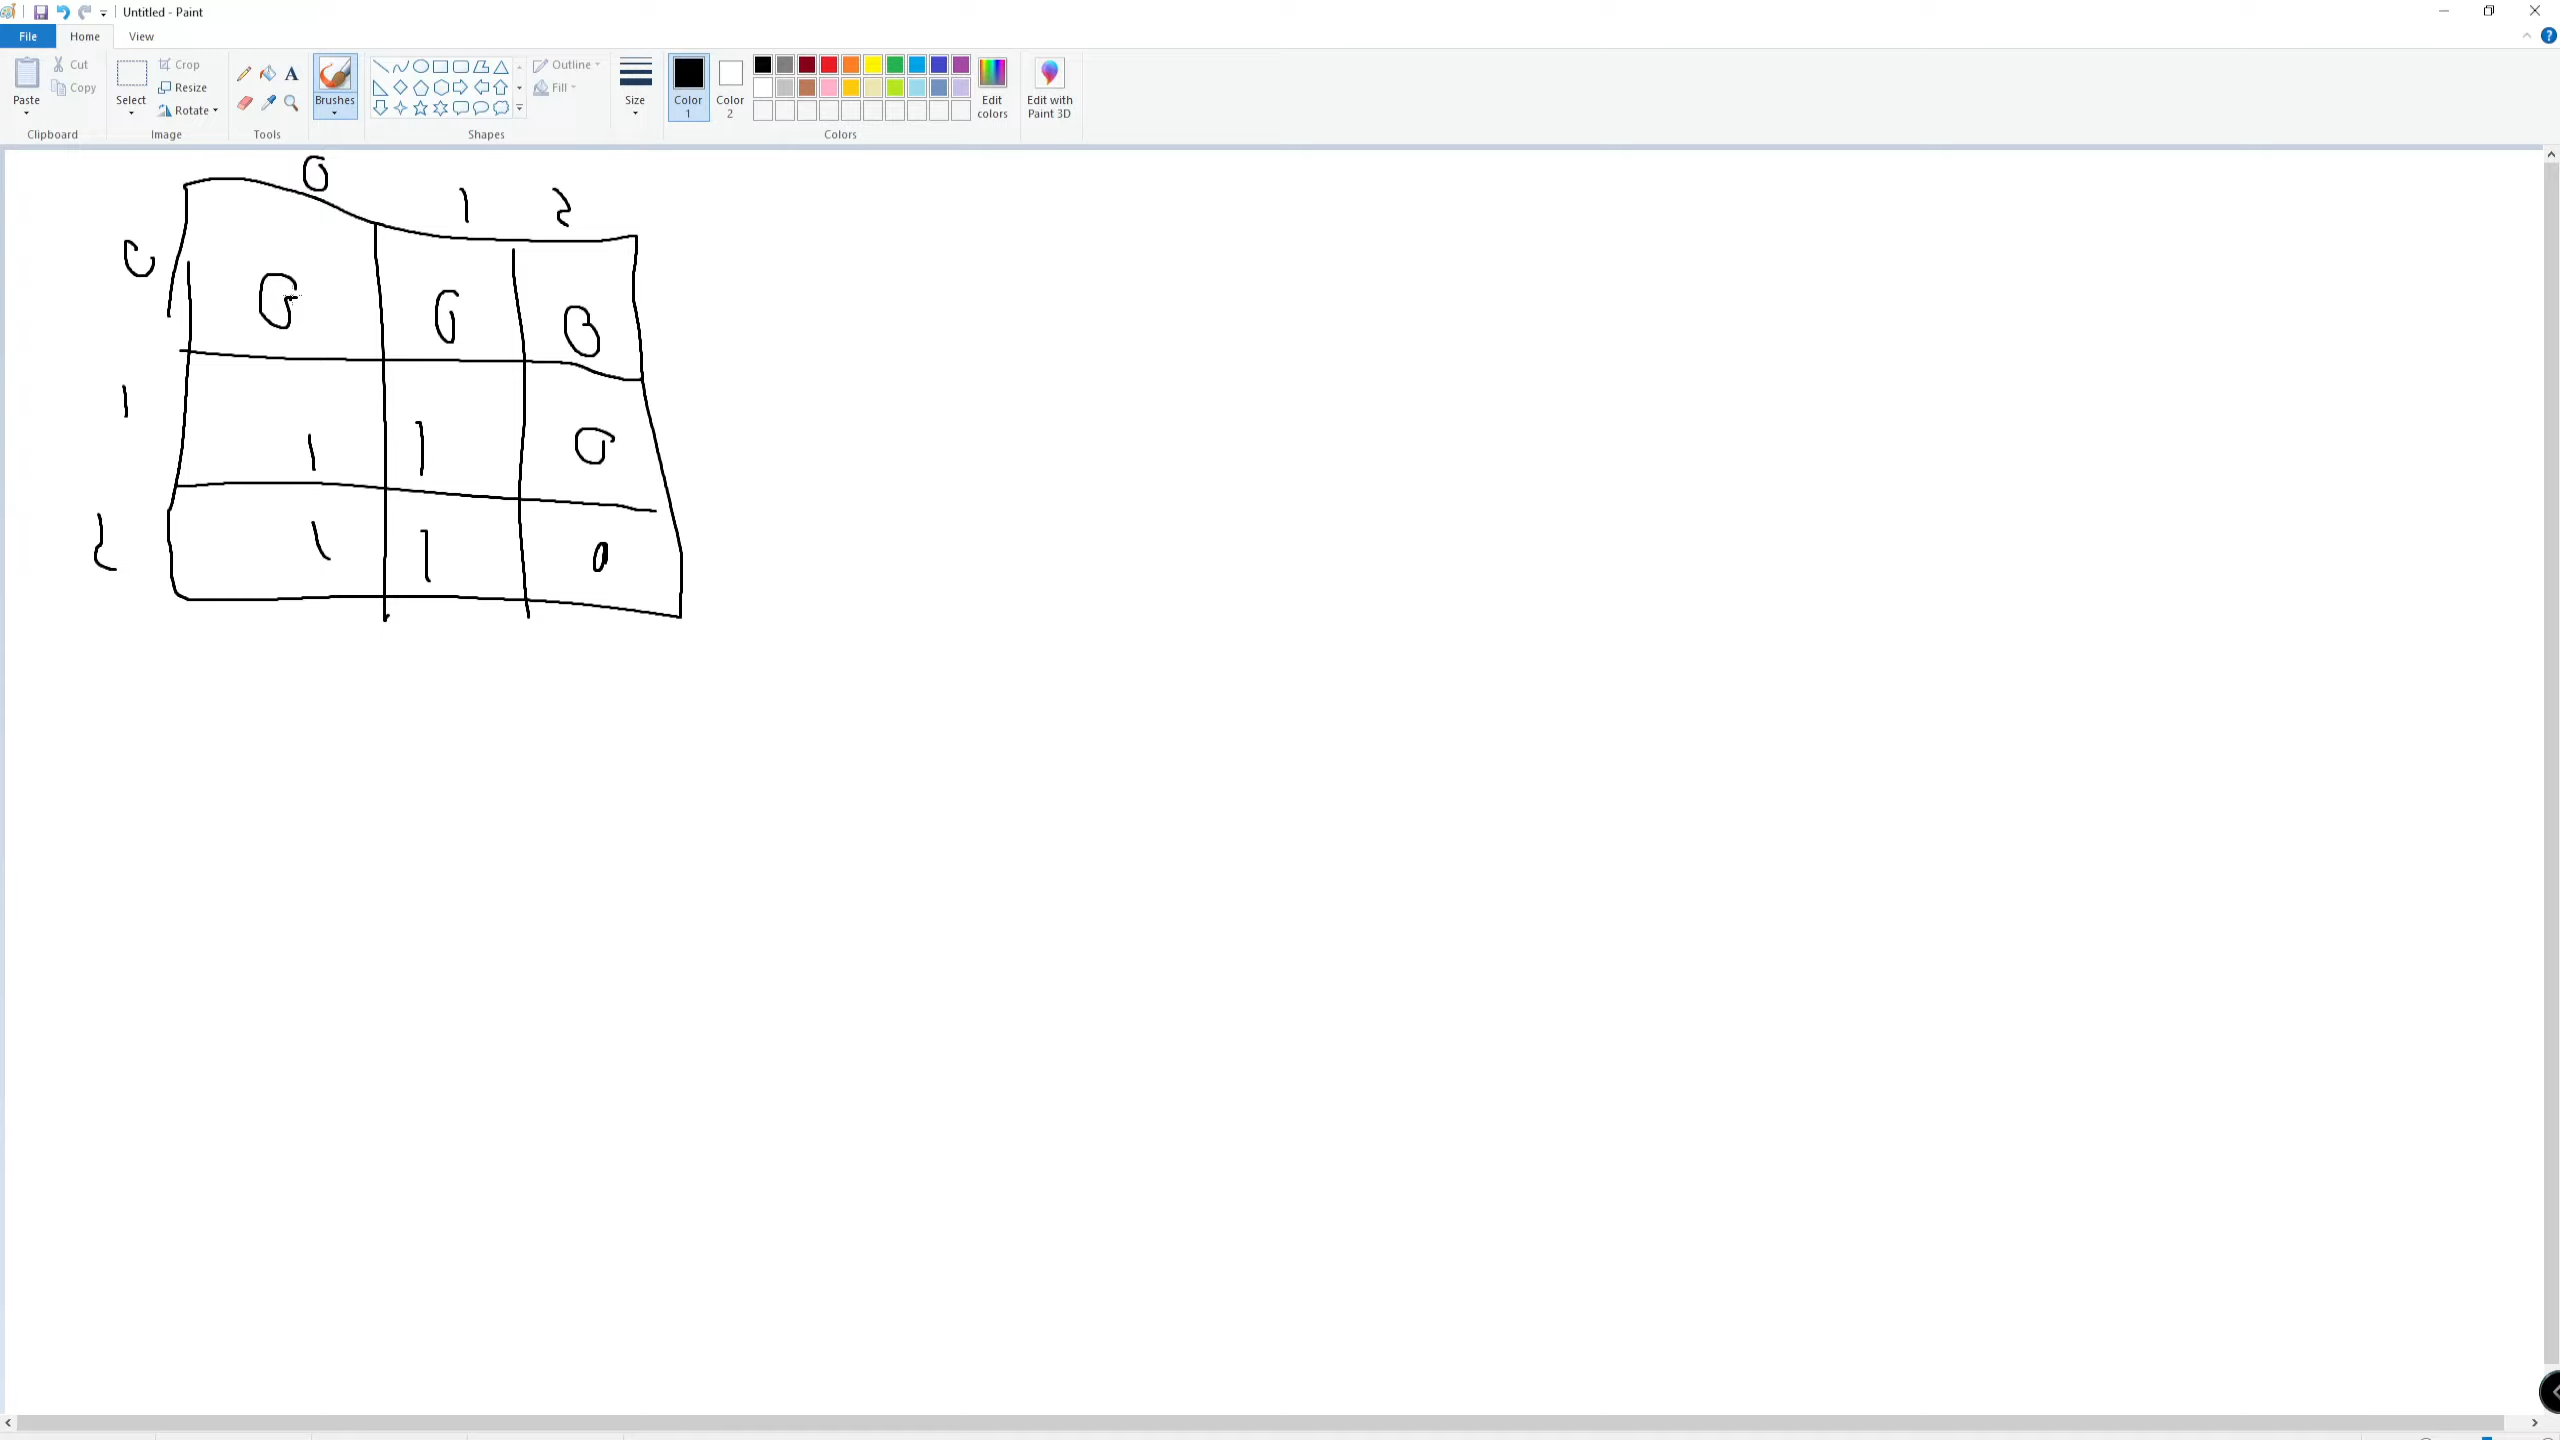 Untitled - Paint
File Home View
Paste Cut Copy Clipboard
Select Crop Resize Rotate Image
Tools
Brushes
Shapes Outline Fill
Size
Color 1 Color 2 Edit colors Colors
Edit with Paint 3D
0 1 2
0 0 0 0
1 1 1 0
2 1 1 0